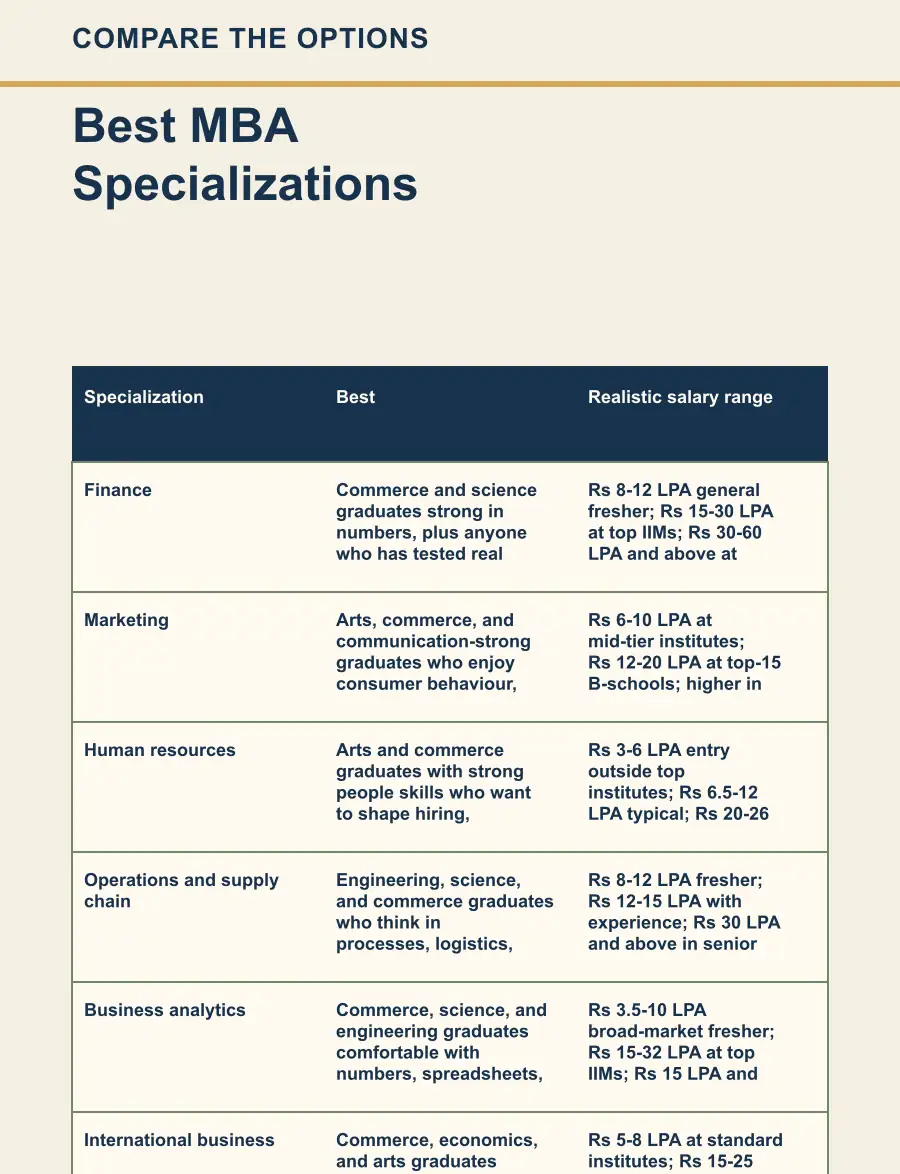 COMPARE THE OPTIONS
Best MBA
Specializations
Specialization
Best
Realistic salary range
Finance
Commerce and science
graduates strong in
numbers, plus anyone
who has tested real
Rs 8-12 LPA general
fresher; Rs 15-30 LPA
at top IIMs; Rs 30-60
LPA and above at
Marketing
Arts, commerce, and
communication-strong
graduates who enjoy
consumer behaviour,
Rs 6-10 LPA at
mid-tier institutes;
Rs 12-20 LPA at top-15
B-schools; higher in
Human resources
Arts and commerce
graduates with strong
people skills who want
to shape hiring,
Rs 3-6 LPA entry
outside top
institutes; Rs 6.5-12
LPA typical; Rs 20-26
Operations and supply
chain
Engineering, science,
and commerce graduates
who think in
processes, logistics,
Rs 8-12 LPA fresher;
Rs 12-15 LPA with
experience; Rs 30 LPA
and above in senior
Business analytics
Commerce, science, and
engineering graduates
comfortable with
numbers, spreadsheets,
Rs 3.5-10 LPA
broad-market fresher;
Rs 15-32 LPA at top
IIMs; Rs 15 LPA and
International business
Commerce, economics,
and arts graduates
Rs 5-8 LPA at standard
institutes; Rs 15-25